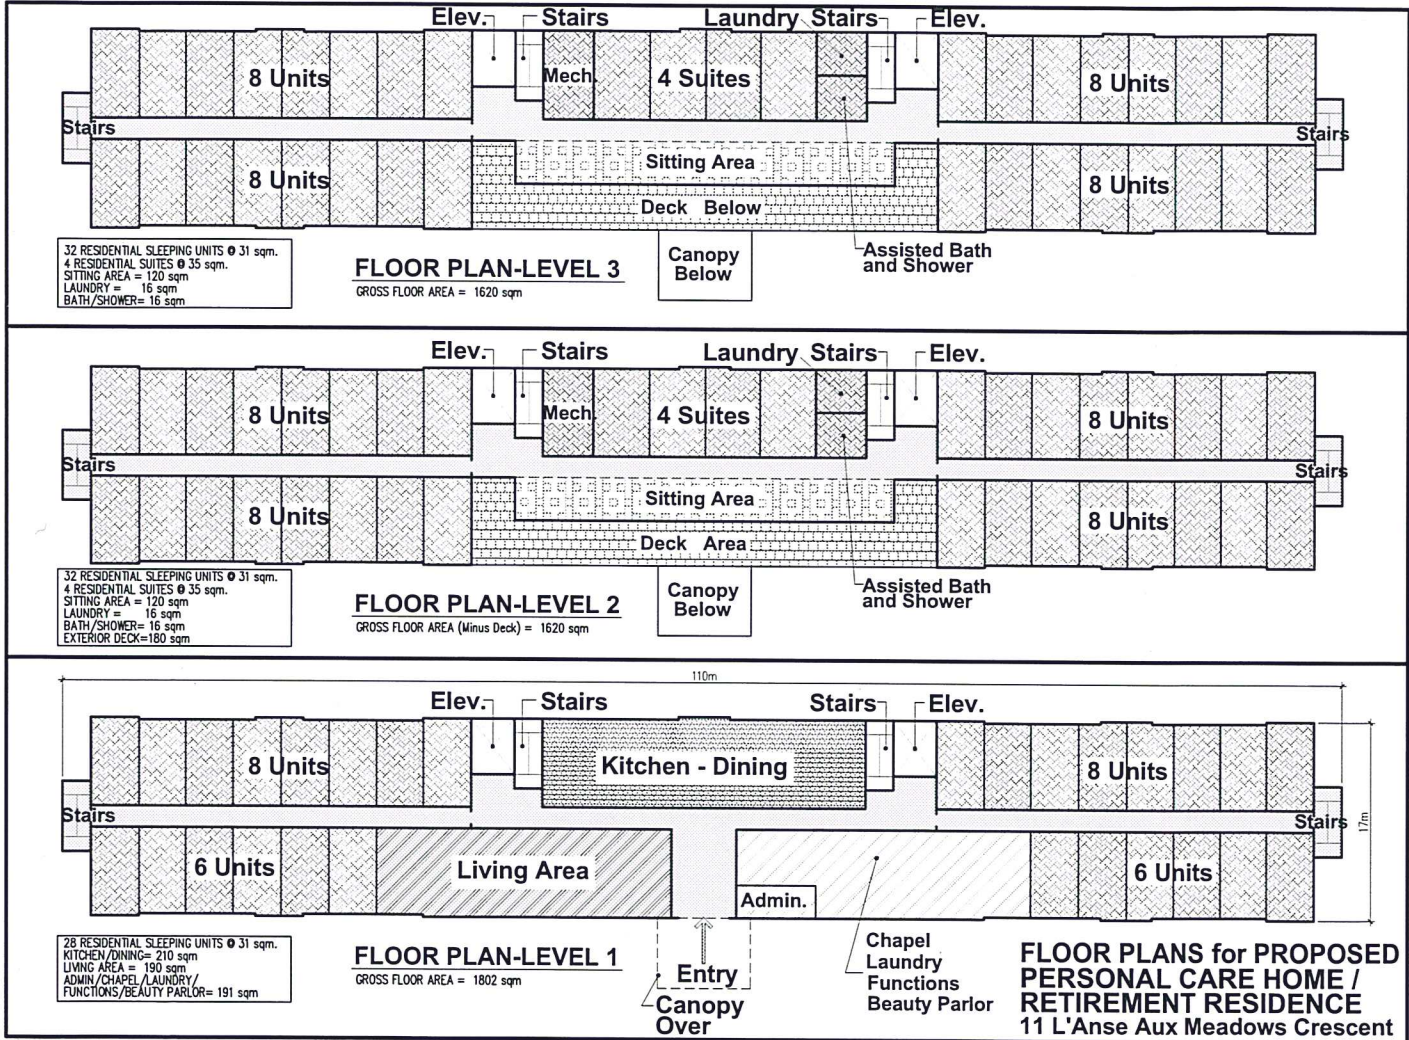 Elev. Stairs Laundry Stairs Elev.
8 Units Mech. 4 Suites 8 Units
Stairs Stairs
Sitting Area
8 Units 8 Units
Deck Below
Canopy
Below
Assisted Bath
and Shower
32 RESIDENTIAL SLEEPING UNITS @ 31 sqm.
4 RESIDENTIAL SUITES @ 35 sqm.
SITTING AREA = 120 sqm
LAUNDRY = 16 sqm
BATH/SHOWER= 16 sqm
FLOOR PLAN-LEVEL 3
GROSS FLOOR AREA = 1620 sqm
Elev. Stairs Laundry Stairs Elev.
8 Units Mech. 4 Suites 8 Units
Stairs Stairs
Sitting Area
8 Units 8 Units
Deck Area
Canopy
Below
Assisted Bath
and Shower
32 RESIDENTIAL SLEEPING UNITS @ 31 sqm.
4 RESIDENTIAL SUITES @ 35 sqm.
SITTING AREA = 120 sqm
LAUNDRY = 16 sqm
BATH/SHOWER= 16 sqm
EXTERIOR DECK=180 sqm
FLOOR PLAN-LEVEL 2
GROSS FLOOR AREA (Minus Deck) = 1620 sqm
110m
Elev. Stairs Stairs Elev.
8 Units Kitchen - Dining 8 Units
Stairs Stairs
17m
6 Units Living Area 6 Units
Admin.
Entry
Canopy
Over
Chapel
Laundry
Functions
Beauty Parlor
28 RESIDENTIAL SLEEPING UNITS @ 31 sqm.
KITCHEN/DINING= 210 sqm
LIVING AREA = 190 sqm
ADMIN/CHAPEL/LAUNDRY/
FUNCTIONS/BEAUTY PARLOR= 191 sqm
FLOOR PLAN-LEVEL 1
GROSS FLOOR AREA = 1802 sqm
FLOOR PLANS for PROPOSED
PERSONAL CARE HOME /
RETIREMENT RESIDENCE
11 L'Anse Aux Meadows Crescent